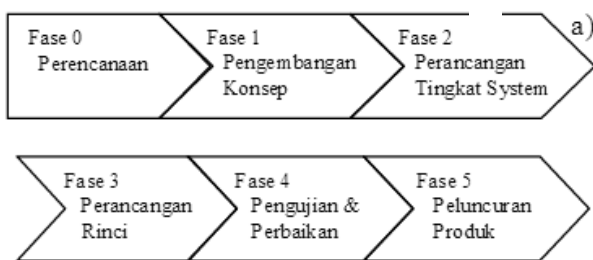 Fase 0
Perencanaan
Fase 1
Pengembangan
Konsep
Fase 2
Perancangan
Tingkat System
a)
Fase 3
Perancangan
Rinci
Fase 4
Pengujian &
Perbaikan
Fase 5
Peluncuran
Produk